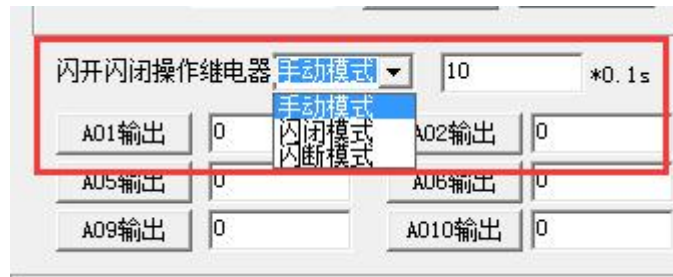 闪开闪闭操作继电器 手动模式 10 *0.1s
手动模式
闪闭模式
闪断模式
A01输出 0 A02输出 0
A05输出 0 A06输出 0
A09输出 0 A010输出 0